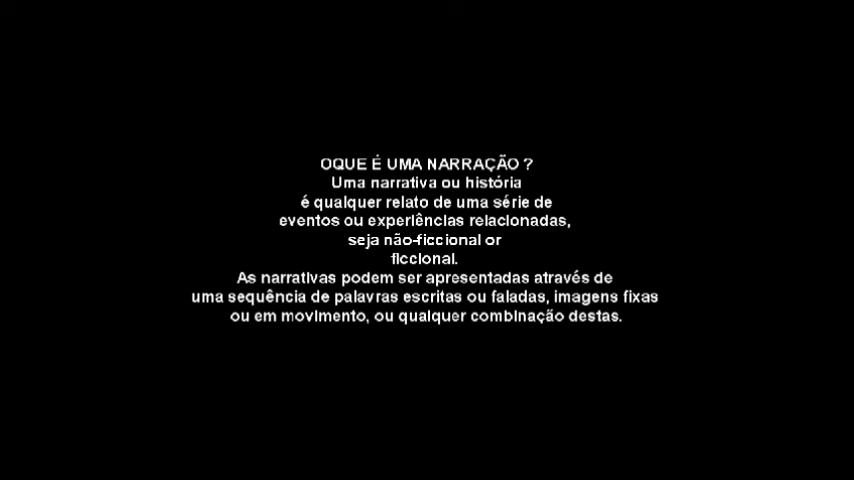 OQUE É UMA NARRAÇÃO ?
Uma narrativa ou história
é qualquer relato de uma série de
eventos ou experiências relacionadas,
seja não-ficcional or
ficcional.
As narrativas podem ser apresentadas através de
uma sequência de palavras escritas ou faladas, imagens fixas
ou em movimento, ou qualquer combinação destas.